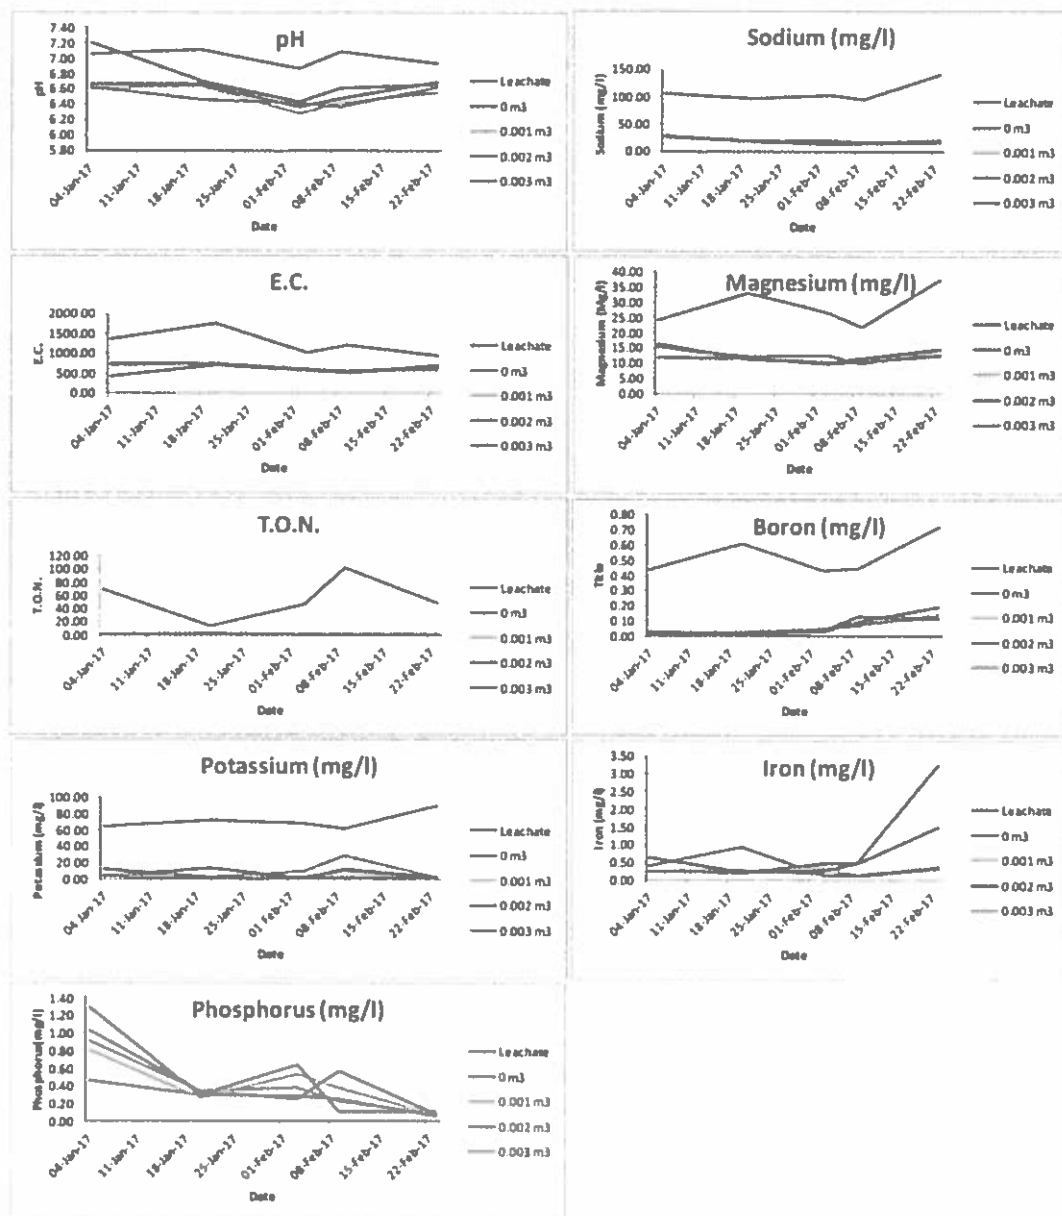 pH
7.40
7.20
7.00
6.80
6.60
6.40
6.20
6.00
5.80
pH
04-Jan-17
11-Jan-17
18-Jan-17
25-Jan-17
01-Feb-17
08-Feb-17
15-Feb-17
22-Feb-17
Date
Leachate
0 m3
0.001 m3
0.002 m3
0.003 m3
Sodium (mg/l)
150.00
100.00
50.00
0.00
Sodium (mg/l)
04-Jan-17
11-Jan-17
18-Jan-17
25-Jan-17
01-Feb-17
08-Feb-17
15-Feb-17
22-Feb-17
Date
Leachate
0 m3
0.001 m3
0.002 m3
0.003 m3
E.C.
2000.00
1500.00
1000.00
500.00
0.00
E.C.
04-Jan-17
11-Jan-17
18-Jan-17
25-Jan-17
01-Feb-17
08-Feb-17
15-Feb-17
22-Feb-17
Date
Leachate
0 m3
0.001 m3
0.002 m3
0.003 m3
Magnesium (mg/l)
40.00
35.00
30.00
25.00
20.00
15.00
10.00
5.00
0.00
Magnesium (Mg/l)
04-Jan-17
11-Jan-17
18-Jan-17
25-Jan-17
01-Feb-17
08-Feb-17
15-Feb-17
22-Feb-17
Date
Leachate
0 m3
0.001 m3
0.002 m3
0.003 m3
T.O.N.
120.00
100.00
80.00
60.00
40.00
20.00
0.00
T.O.N.
04-Jan-17
11-Jan-17
18-Jan-17
25-Jan-17
01-Feb-17
08-Feb-17
15-Feb-17
22-Feb-17
Date
Leachate
0 m3
0.001 m3
0.002 m3
0.003 m3
Boron (mg/l)
0.80
0.70
0.60
0.50
0.40
0.30
0.20
0.10
0.00
Title
04-Jan-17
11-Jan-17
18-Jan-17
25-Jan-17
01-Feb-17
08-Feb-17
15-Feb-17
22-Feb-17
Date
Leachate
0 m3
0.001 m3
0.002 m3
0.003 m3
Potassium (mg/l)
100.00
80.00
60.00
40.00
20.00
0.00
Potassium (mg/l)
04-Jan-17
11-Jan-17
18-Jan-17
25-Jan-17
01-Feb-17
08-Feb-17
15-Feb-17
22-Feb-17
Date
Leachate
0 m3
0.001 m3
0.002 m3
0.003 m3
Iron (mg/l)
3.50
3.00
2.50
2.00
1.50
1.00
0.50
0.00
Iron (mg/l)
04-Jan-17
11-Jan-17
18-Jan-17
25-Jan-17
01-Feb-17
08-Feb-17
15-Feb-17
22-Feb-17
Date
Leachate
0 m3
0.001 m3
0.002 m3
0.003 m3
Phosphorus (mg/l)
1.40
1.20
1.00
0.80
0.60
0.40
0.20
0.00
Phosphorus(mg/l)
04-Jan-17
11-Jan-17
18-Jan-17
25-Jan-17
01-Feb-17
08-Feb-17
15-Feb-17
22-Feb-17
Date
Leachate
0 m3
0.001 m3
0.002 m3
0.003 m3